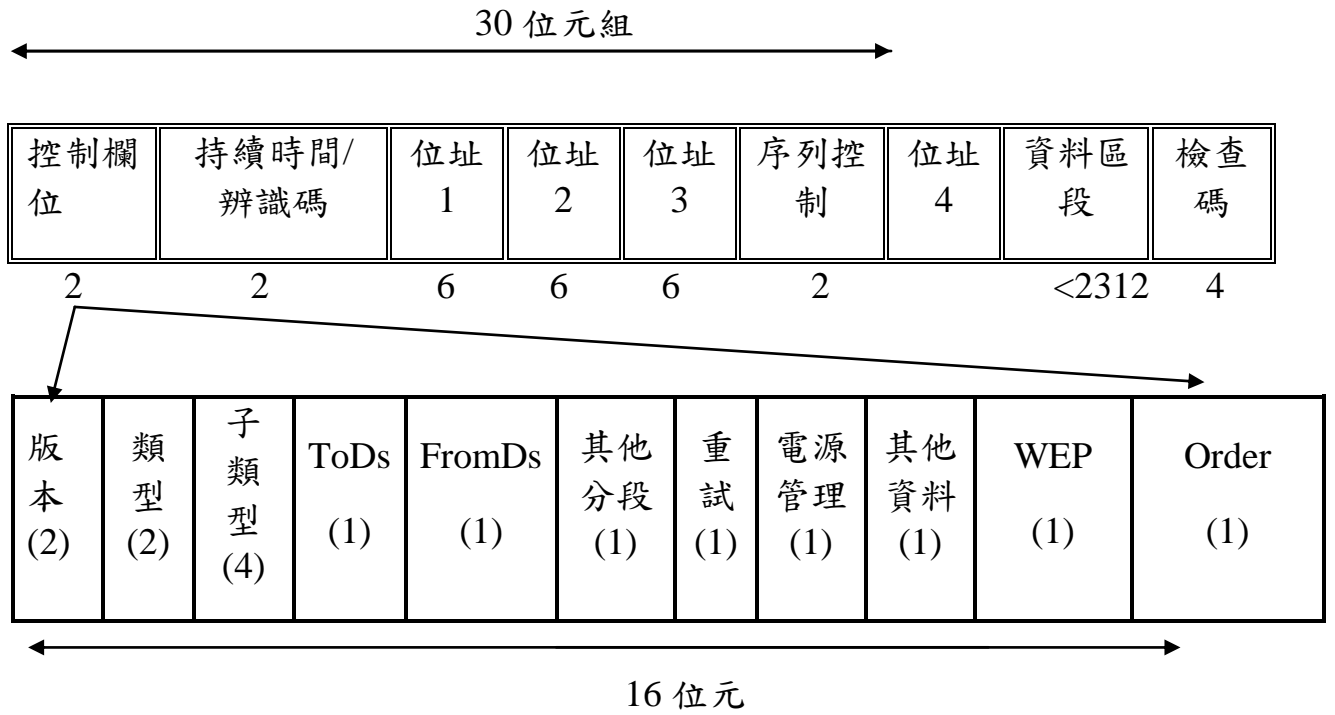 30 位元組
控制欄位 持續時間/辨識碼 位址1 位址2 位址3 序列控制 位址4 資料區段 檢查碼
2 2 6 6 6 2 <2312 4
版本(2) 類型(2) 子類型(4) ToDs(1) FromDs(1) 其他分段(1) 重試(1) 電源管理(1) 其他資料(1) WEP(1) Order(1)
16 位元